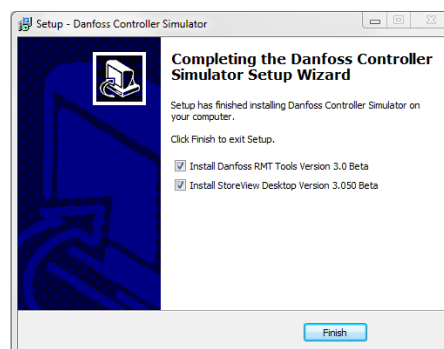 Setup - Danfoss Controller Simulator
Completing the Danfoss Controller
Simulator Setup Wizard
Setup has finished installing Danfoss Controller Simulator on
your computer.
Click Finish to exit Setup.
Install Danfoss RMT Tools Version 3.0 Beta
Install StoreView Desktop Version 3.050 Beta
Finish